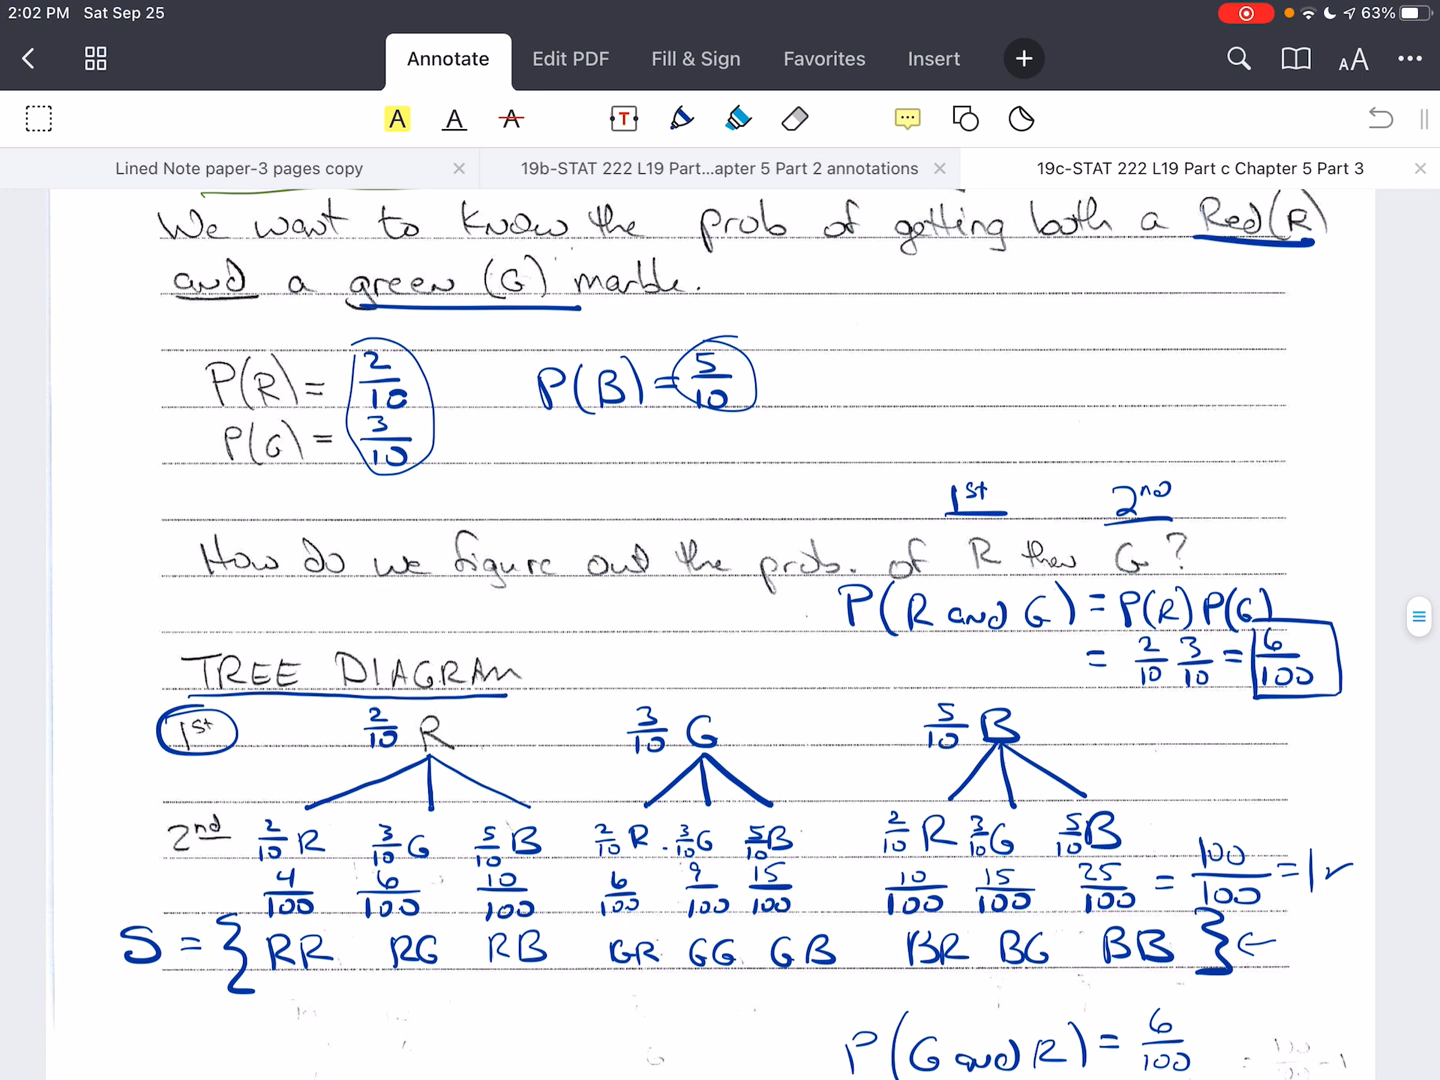 2:02 PM Sat Sep 25 63%
Annotate Edit PDF Fill & Sign Favorites Insert + AA
A A A T
Lined Note paper-3 pages copy × 19b-STAT 222 L19 Part...apter 5 Part 2 annotations × 19c-STAT 222 L19 Part c Chapter 5 Part 3 ×
We want to know the prob of getting both a Red (R)
and a green (G) marble.
P(R) = 2/10 P(B) = 5/10
P(G) = 3/10
1st 2nd
How do we figure out the prob. of R then G?
P(R and G) = P(R) P(G)
= 2/10 3/10 = 6/100
TREE DIAGRAM
1st 2/10 R 3/10 G 5/10 B
2nd 2/10 R 3/10 G 5/10 B 2/10 R 3/10 G 5/10 B 2/10 R 3/10 G 5/10 B
4/100 6/100 10/100 6/100 9/100 15/100 10/100 15/100 25/100 = 100/100 = 1 ✓
S = { RR RG RB GR GG GB BR BG BB } ←
P(G and R) = 6/100